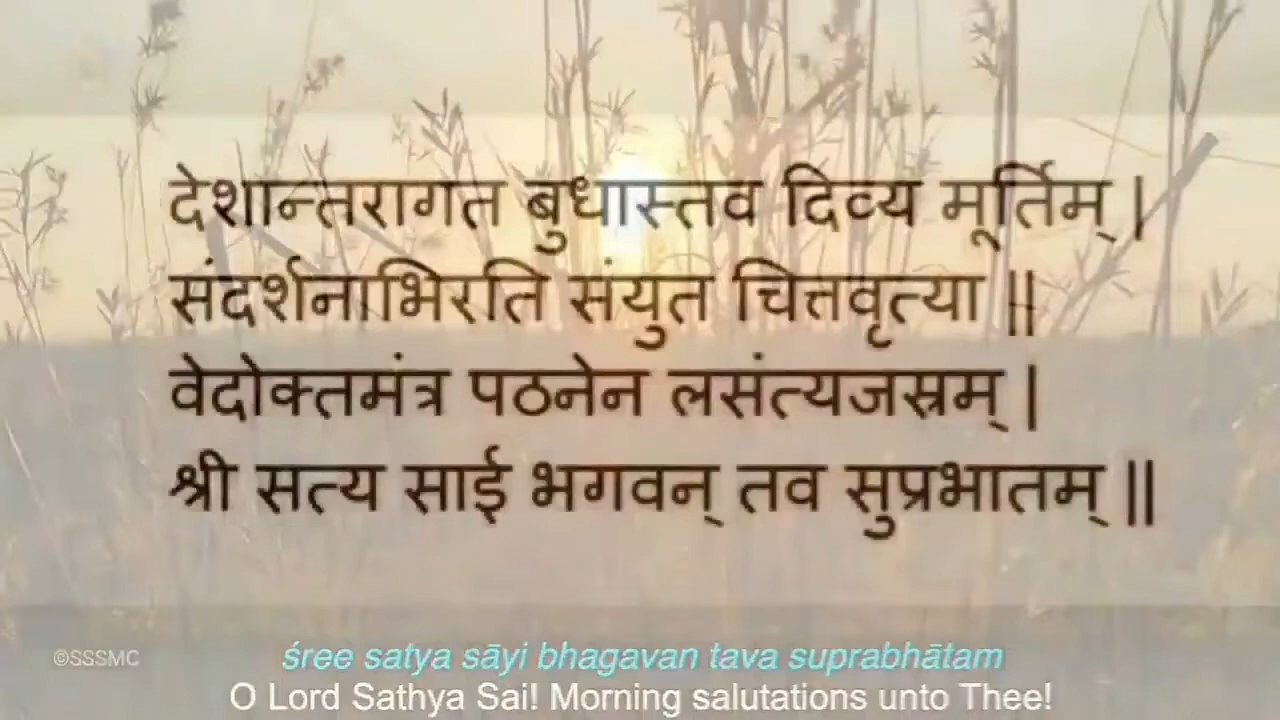 देशान्तरागत बुधास्तव दिव्य मूर्तिम् |
संदर्शनाभिरति संयुत चित्तवृत्या ||
वेदोक्तमंत्र पठनेन लसंत्यजस्रम् |
श्री सत्य साई भगवन् तव सुप्रभातम् ||
©SSSMC
śree satya sāyi bhagavan tava suprabhātam
O Lord Sathya Sai! Morning salutations unto Thee!